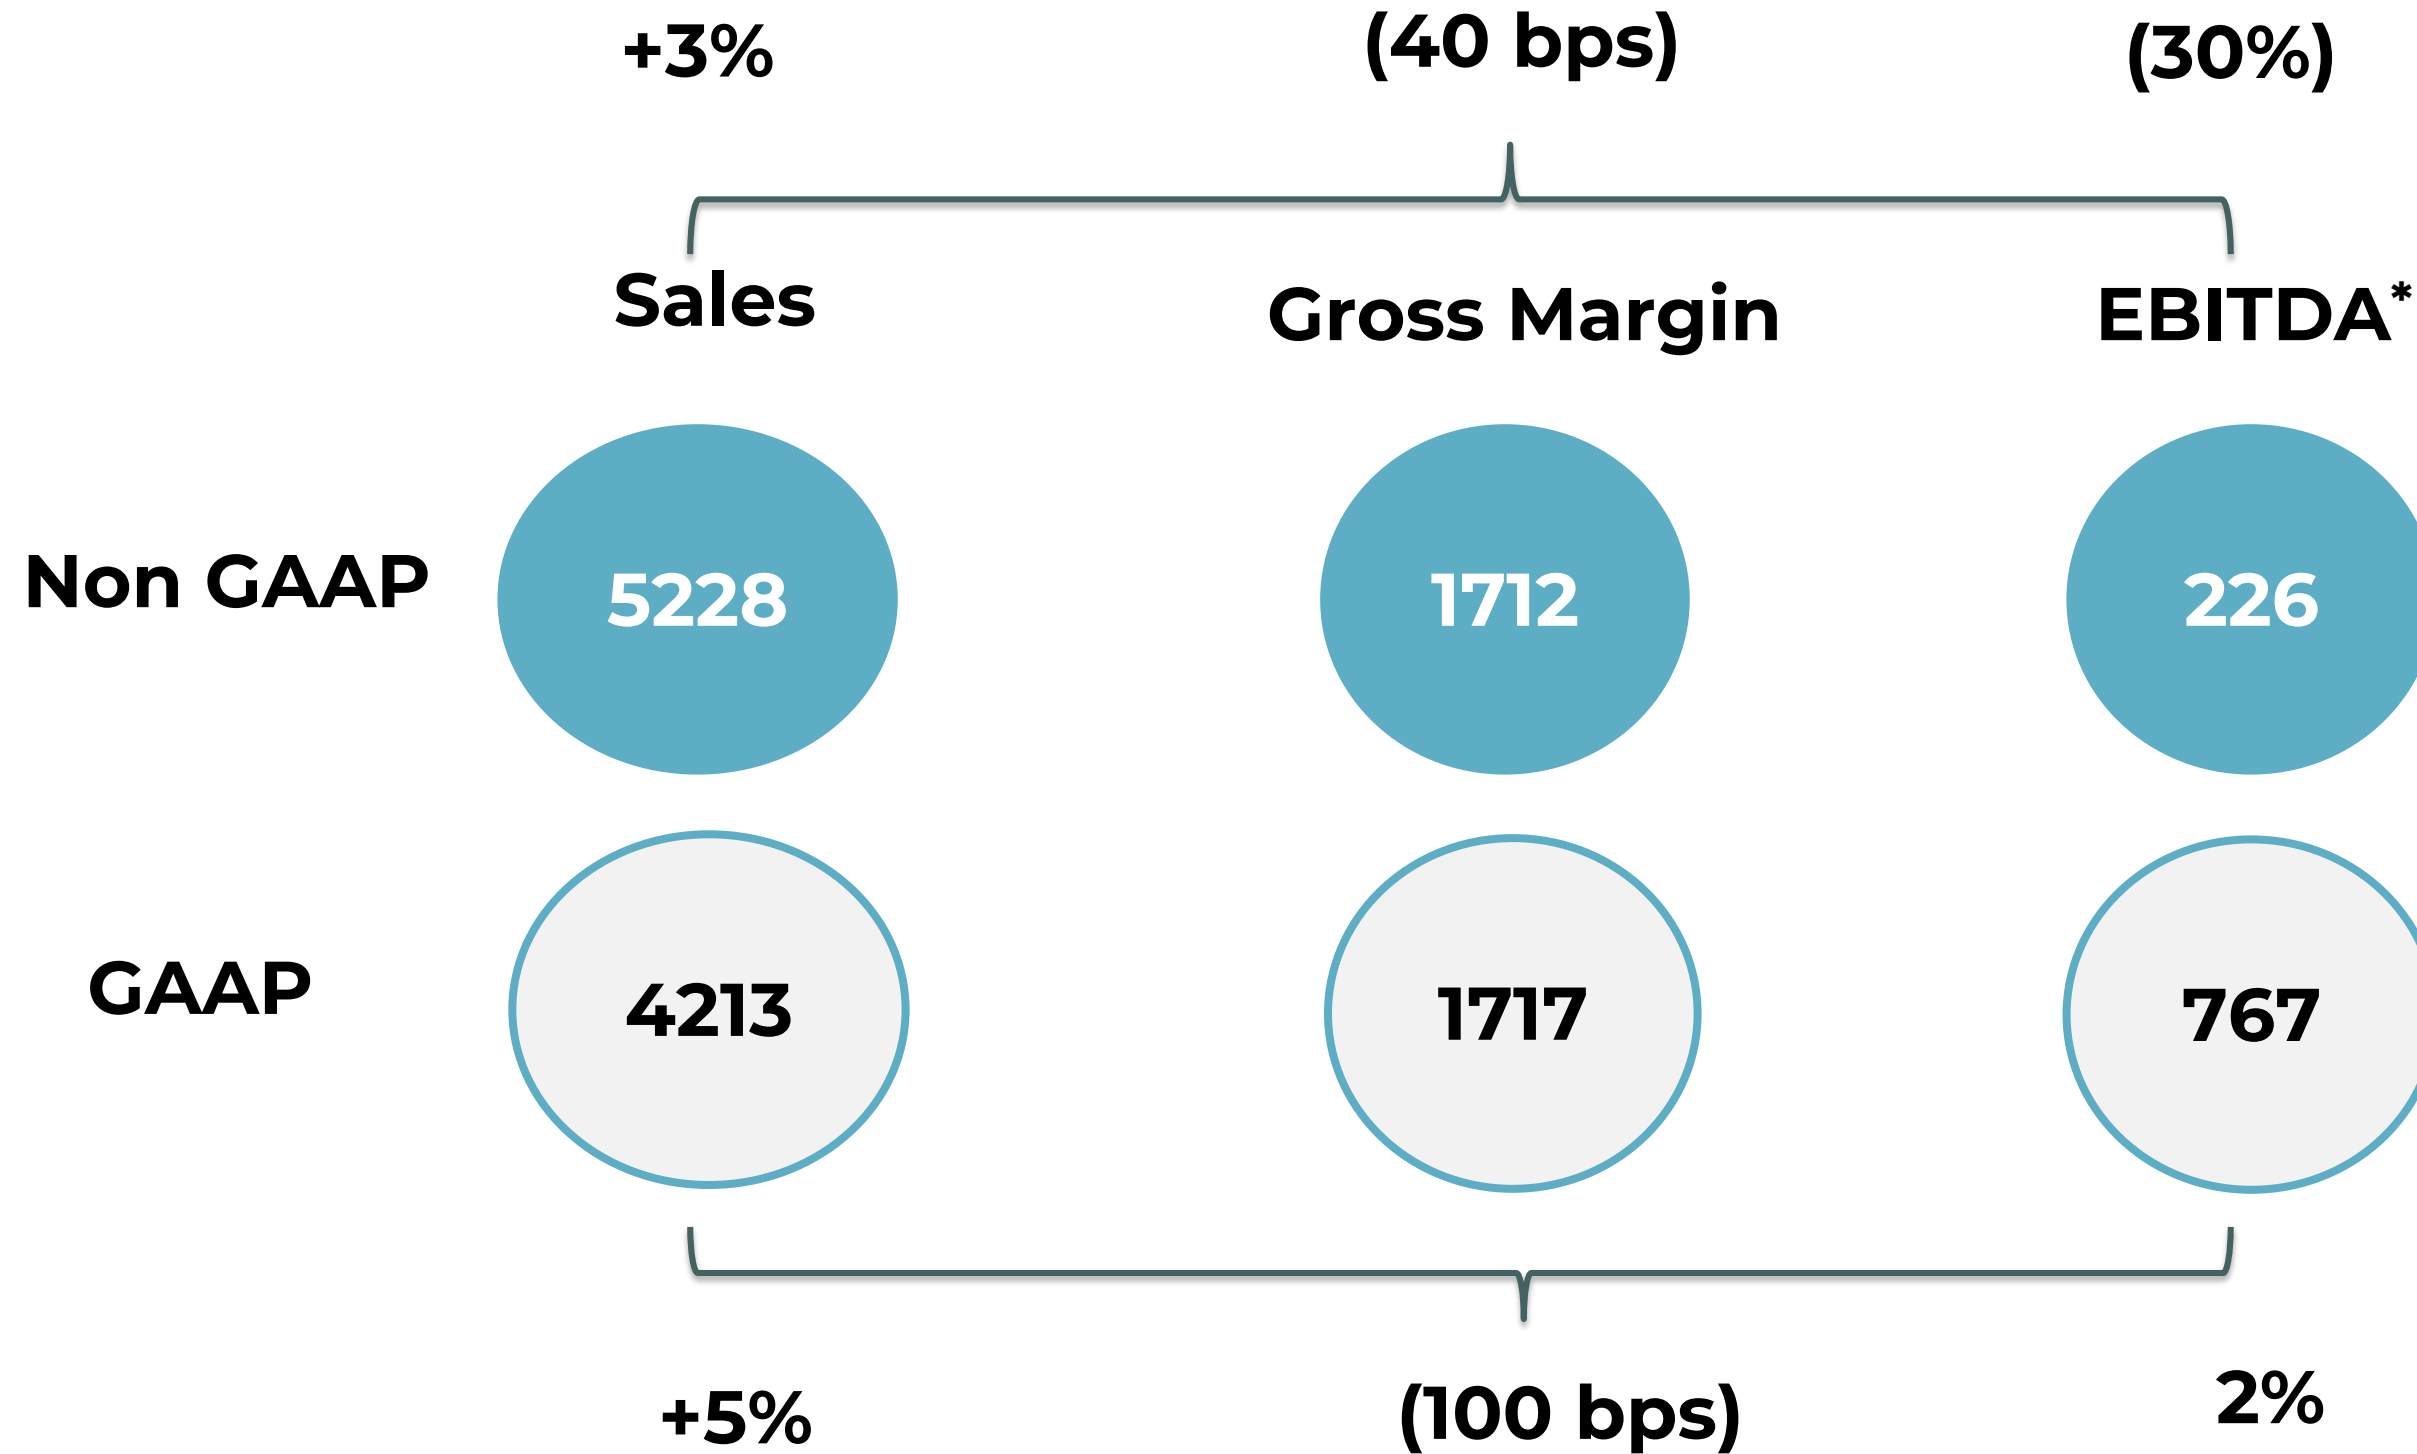 +3% (40 bps) (30%)
Sales Gross Margin EBITDA*
Non GAAP 5228 1712 226
GAAP 4213 1717 767
+5% (100 bps) 2%